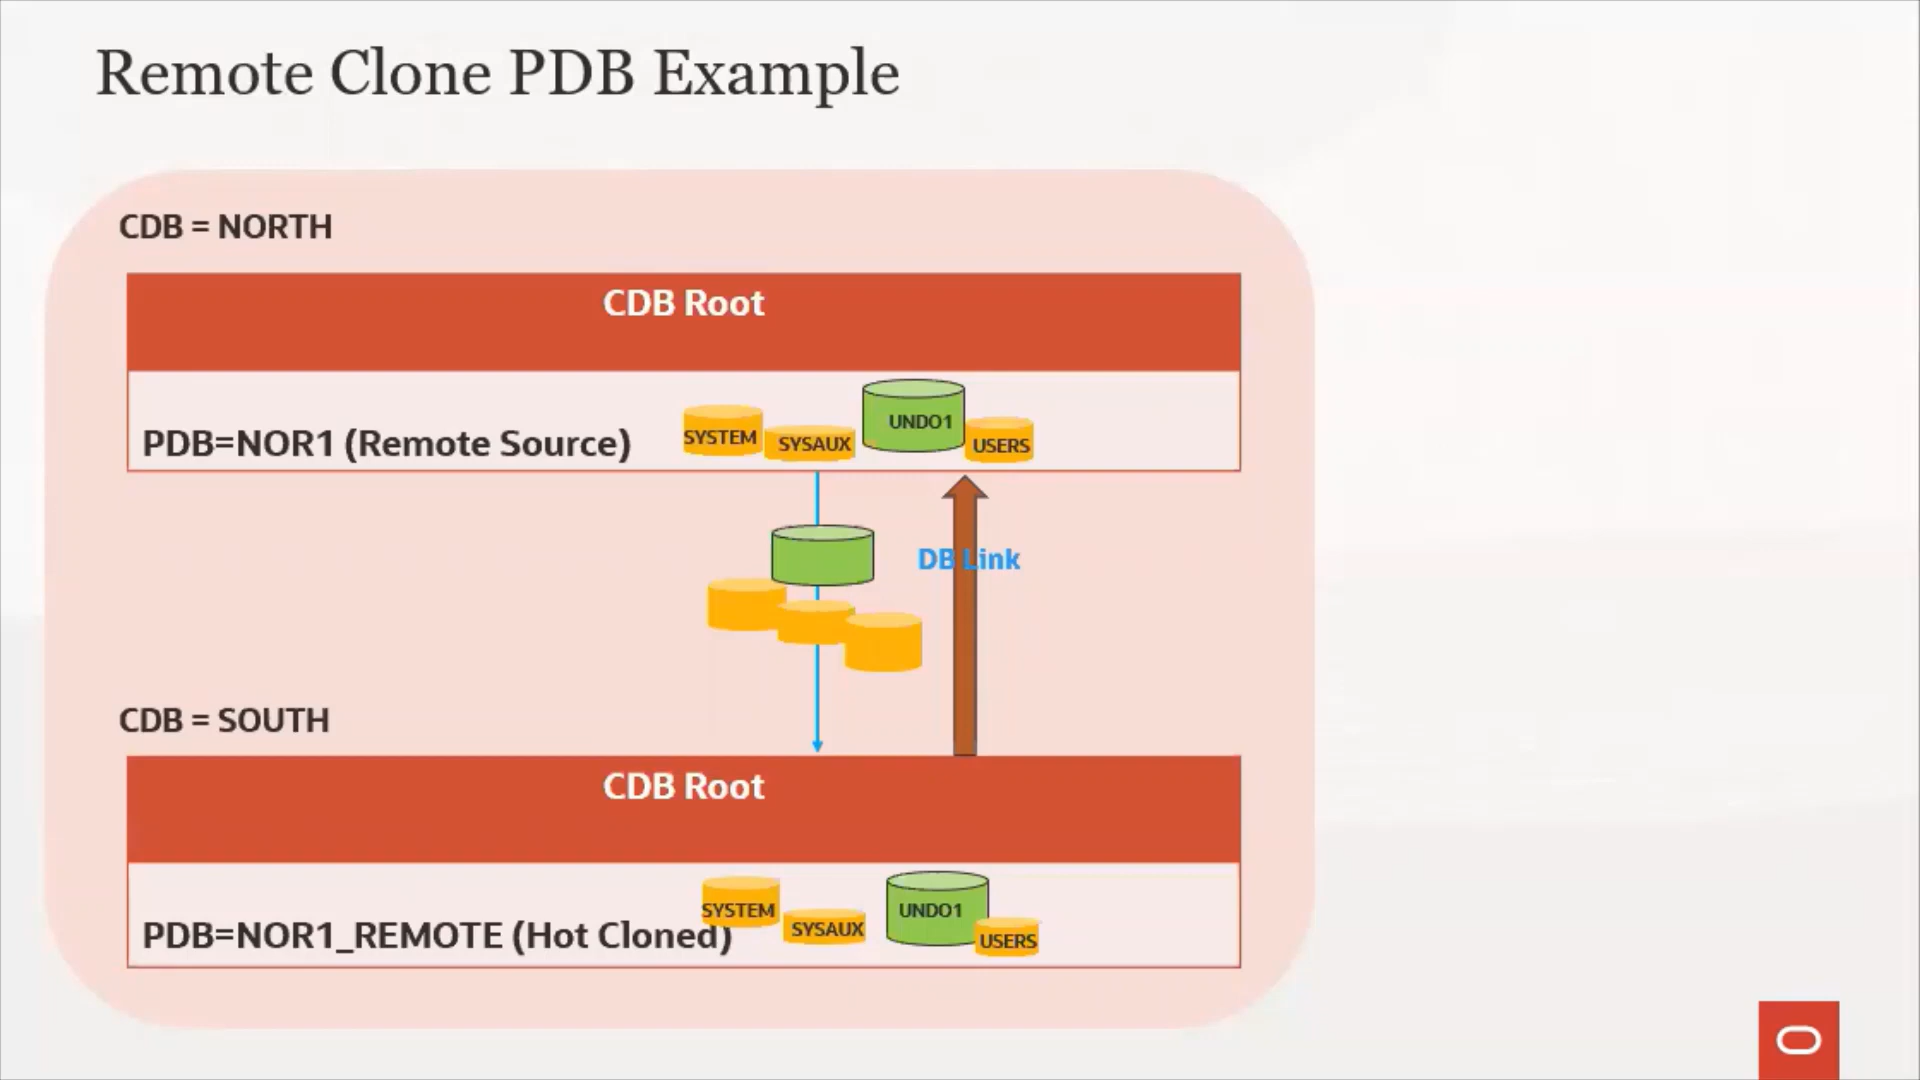 Remote Clone PDB Example
CDB = NORTH
CDB Root
PDB=NOR1 (Remote Source)
SYSTEM
SYSAUX
UNDO1
USERS
DB Link
CDB = SOUTH
CDB Root
PDB=NOR1_REMOTE (Hot Cloned)
SYSTEM
SYSAUX
UNDO1
USERS